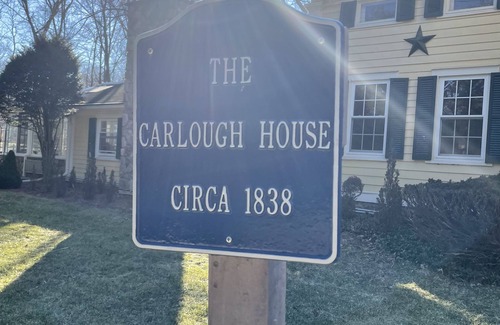 THE
CARLOUGH HOUSE
CIRCA 1838